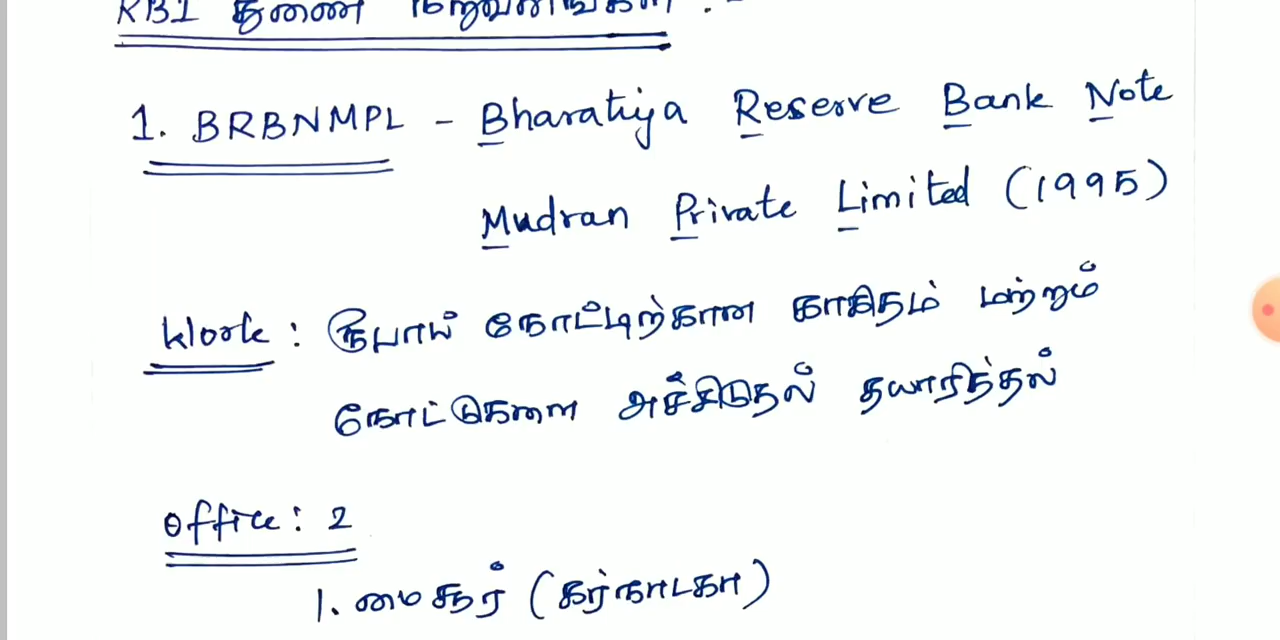 RBI துணை நிறுவனங்கள் :-
1. BRBNMPL - Bharatiya Reserve Bank Note
Mudran Private Limited (1995)
Work : ரூபாய் நோட்டிற்கான காகிதம் மற்றும்
நோட்டுகளை அச்சிடுதல் தயாரித்தல்
Office : 2
1. மைசூர் (கர்நாடகா)